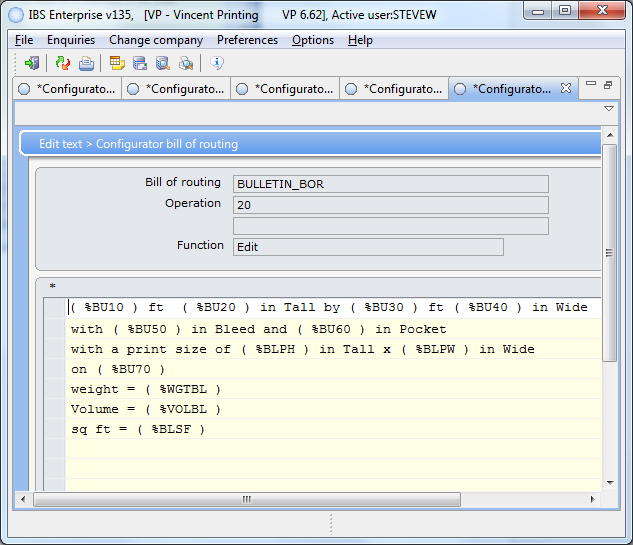 IBS Enterprise v135, [VP - Vincent Printing VP 6.62], Active user:STEVEW
File Enquiries Change company Preferences Options Help
*Configurato... *Configurato... *Configurato... *Configurato... *Configurato...
Edit text > Configurator bill of routing
Bill of routing BULLETIN_BOR
Operation 20
Function Edit
*
( %BU10 ) ft ( %BU20 ) in Tall by ( %BU30 ) ft ( %BU40 ) in Wide
with ( %BU50 ) in Bleed and ( %BU60 ) in Pocket
with a print size of ( %BLPH ) in Tall x ( %BLPW ) in Wide
on ( %BU70 )
weight = ( %WGTBL )
Volume = ( %VOLBL )
sq ft = ( %BLSF )